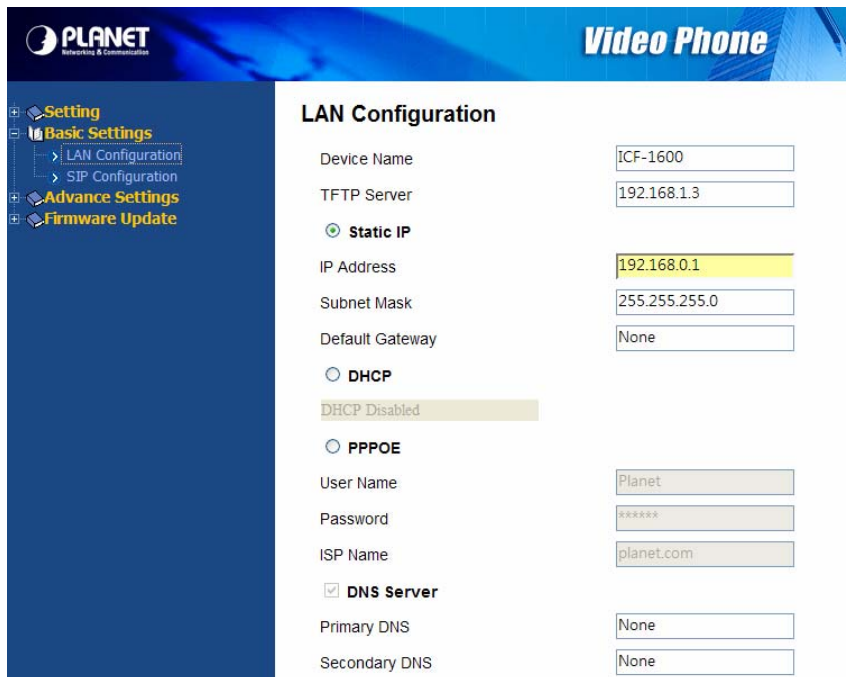 PLANET
Networking & Communication
Video Phone
Setting
Basic Settings
LAN Configuration
SIP Configuration
Advance Settings
Firmware Update
LAN Configuration
Device Name ICF-1600
TFTP Server 192.168.1.3
Static IP
IP Address 192.168.0.1
Subnet Mask 255.255.255.0
Default Gateway None
DHCP
DHCP Disabled
PPPOE
User Name Planet
Password ******
ISP Name planet.com
DNS Server
Primary DNS None
Secondary DNS None